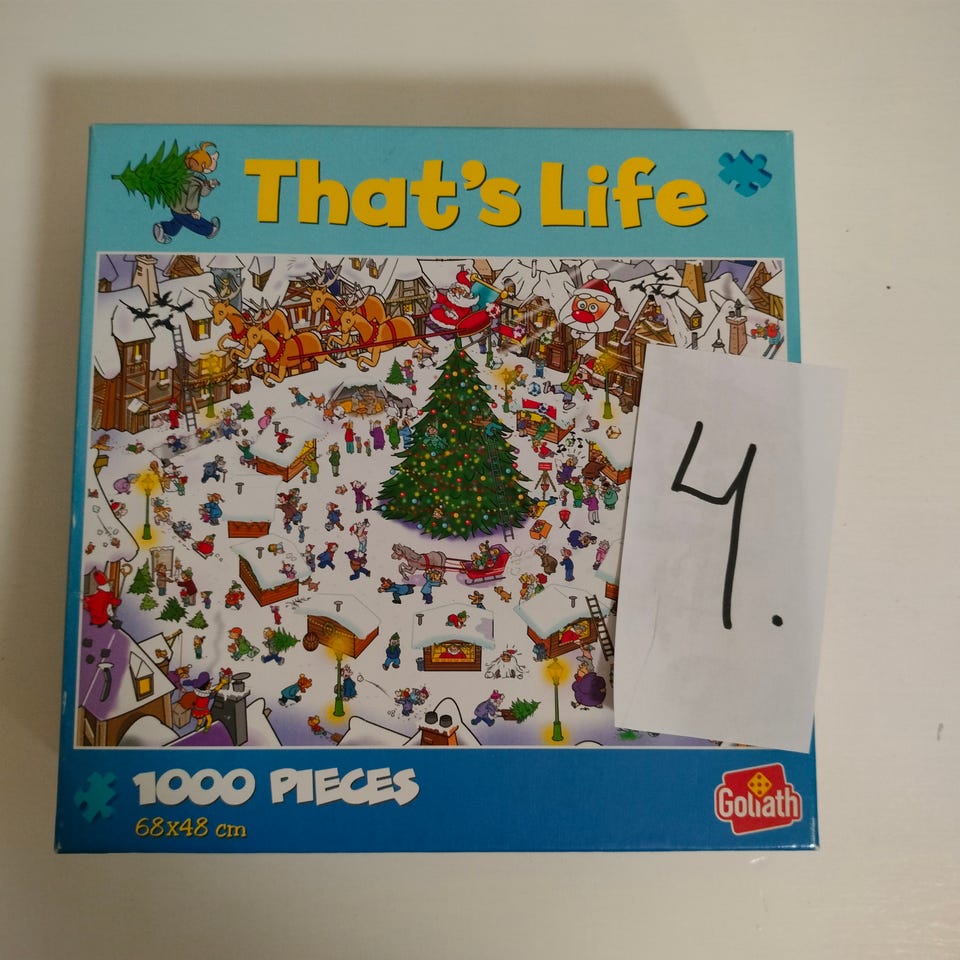 That's Life
4.
1000 PIECES
68x48 cm
Goliath